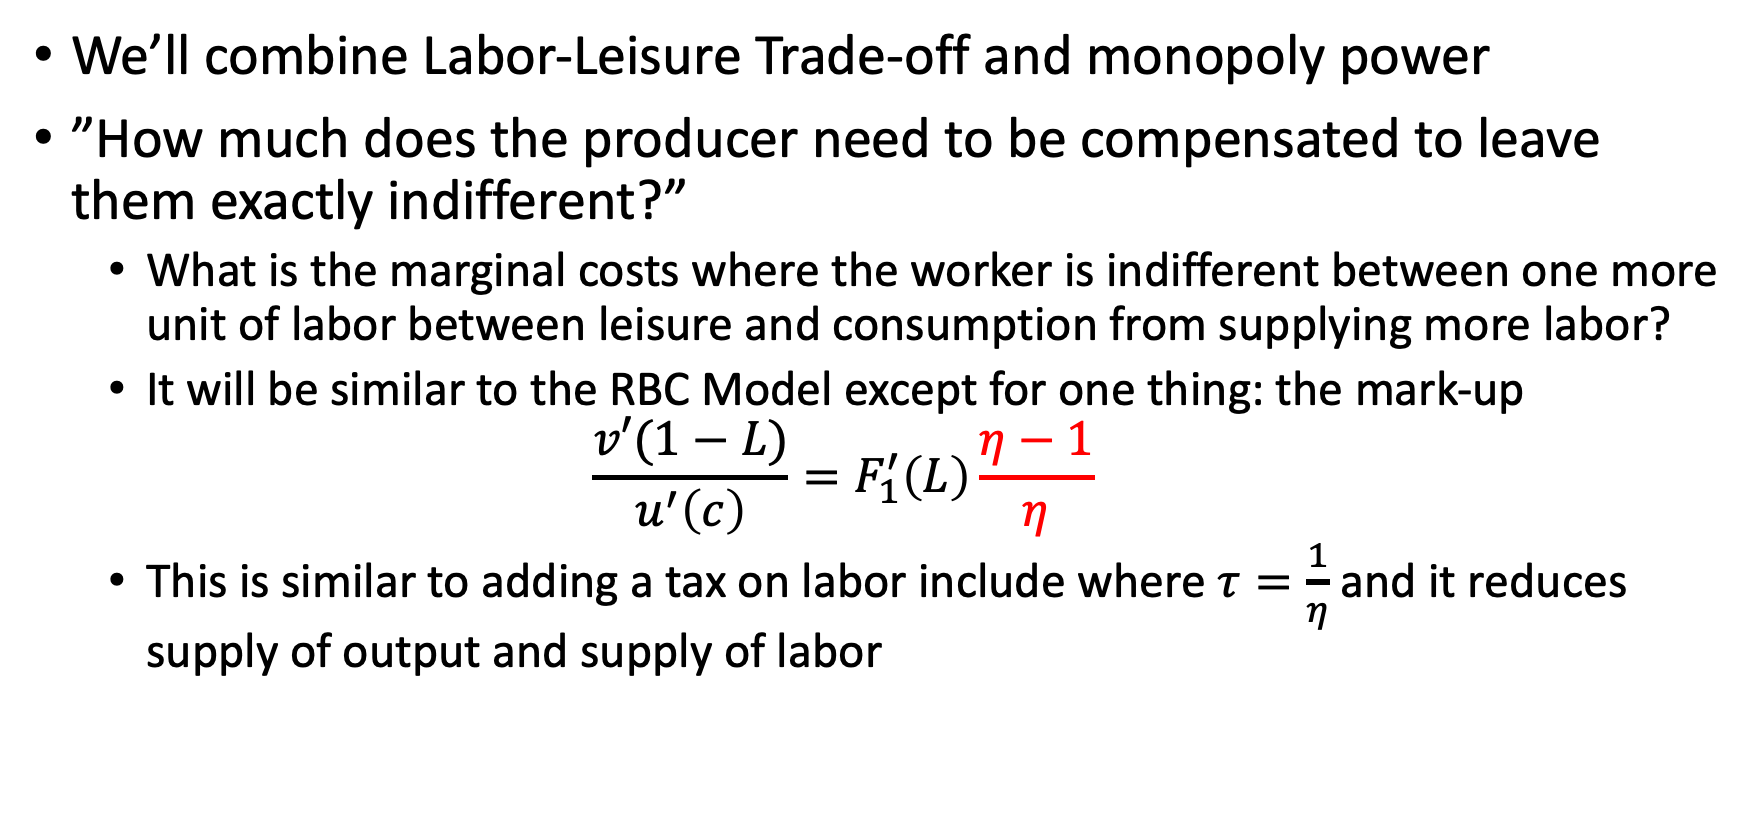 • We’ll combine Labor-Leisure Trade-off and monopoly power
• ”How much does the producer need to be compensated to leave
them exactly indifferent?”
• What is the marginal costs where the worker is indifferent between one more
unit of labor between leisure and consumption from supplying more labor?
• It will be similar to the RBC Model except for one thing: the mark-up
v′(1 − L) / u′(c) = F₁′(L) (η − 1) / η
• This is similar to adding a tax on labor include where τ = 1/η and it reduces
supply of output and supply of labor